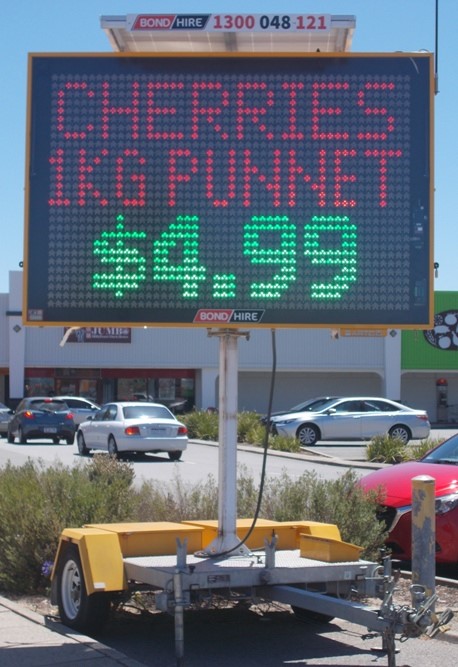 BOND/HIRE 1300 048 121
CHERRIES
1KG PUNNET
$4.99
BOND/HIRE